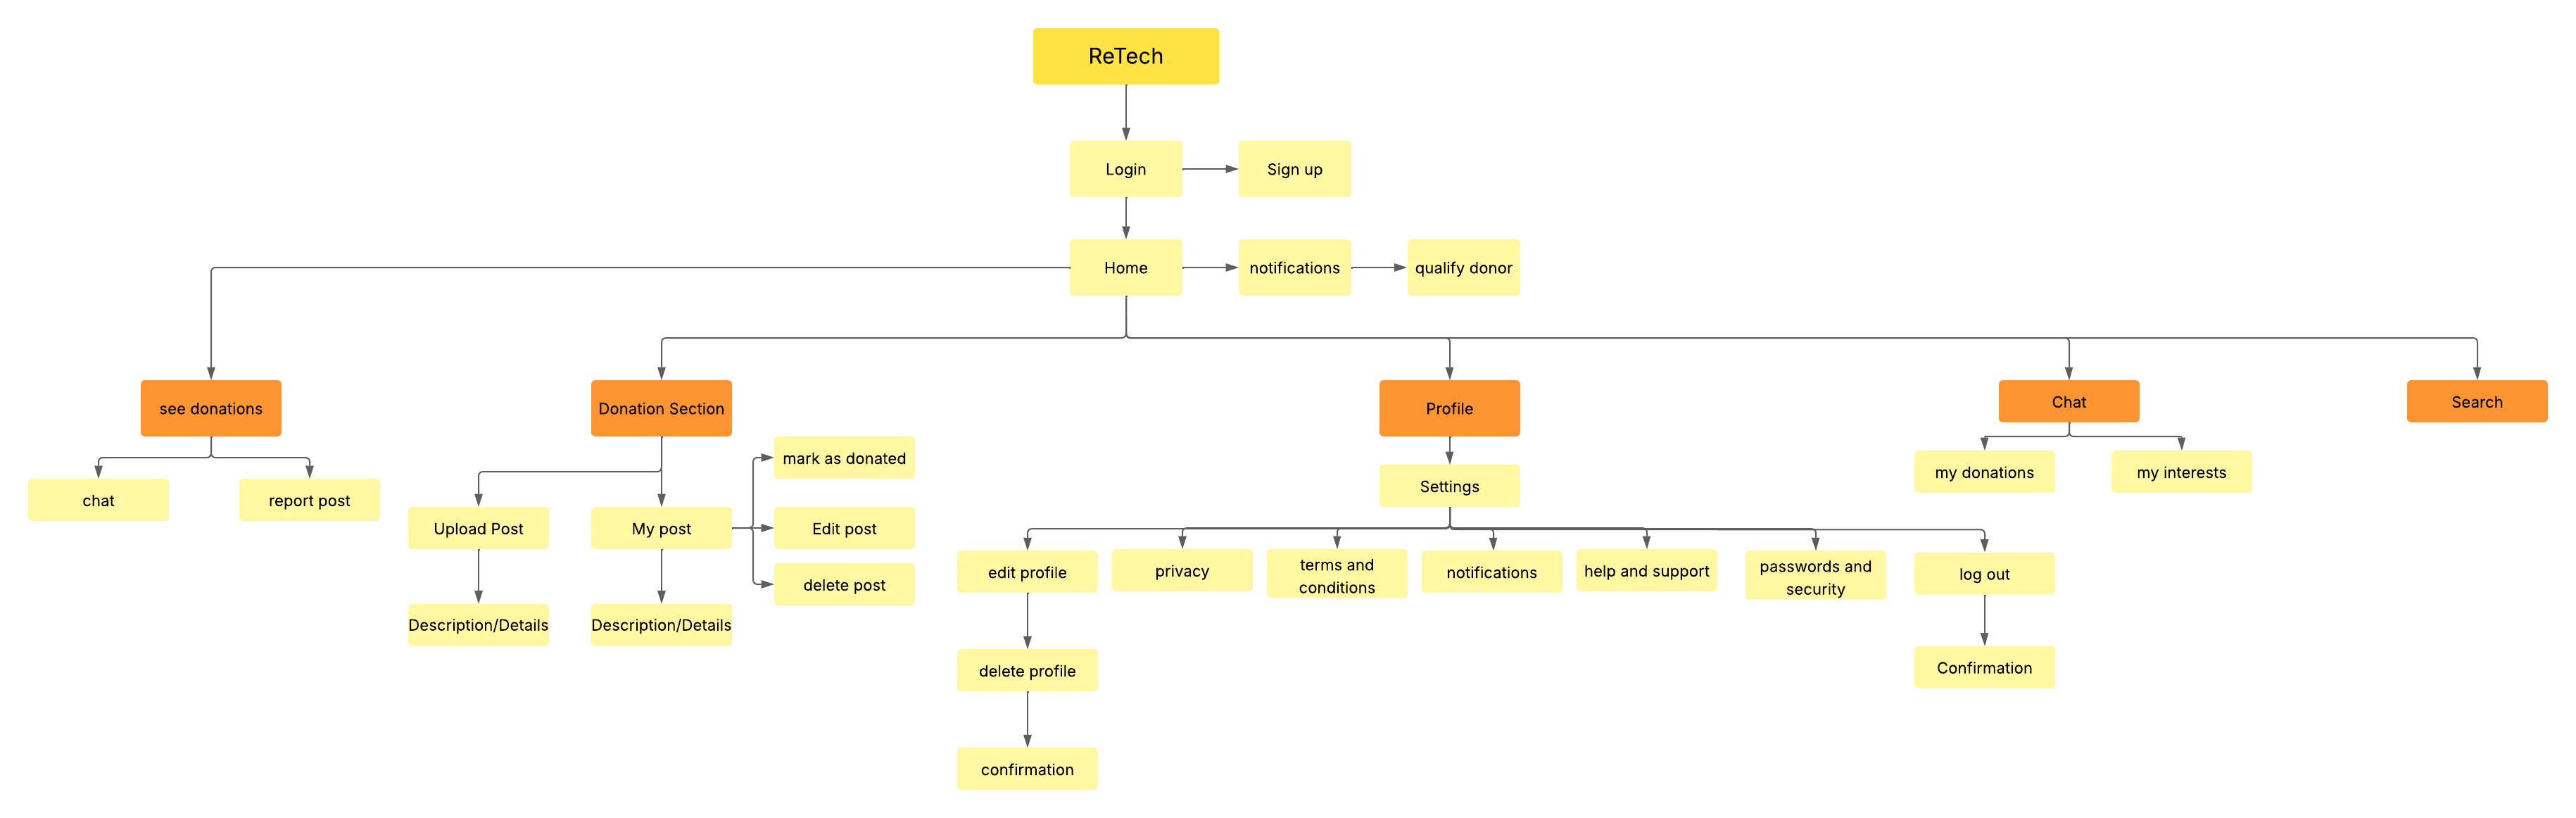 ReTech
Login
Sign up
Home
notifications
qualify donor
see donations
Donation Section
Profile
Chat
Search
chat
report post
Upload Post
My post
mark as donated
Edit post
delete post
Description/Details
Description/Details
Settings
edit profile
privacy
terms and
conditions
notifications
help and support
passwords and
security
log out
delete profile
confirmation
Confirmation
my donations
my interests